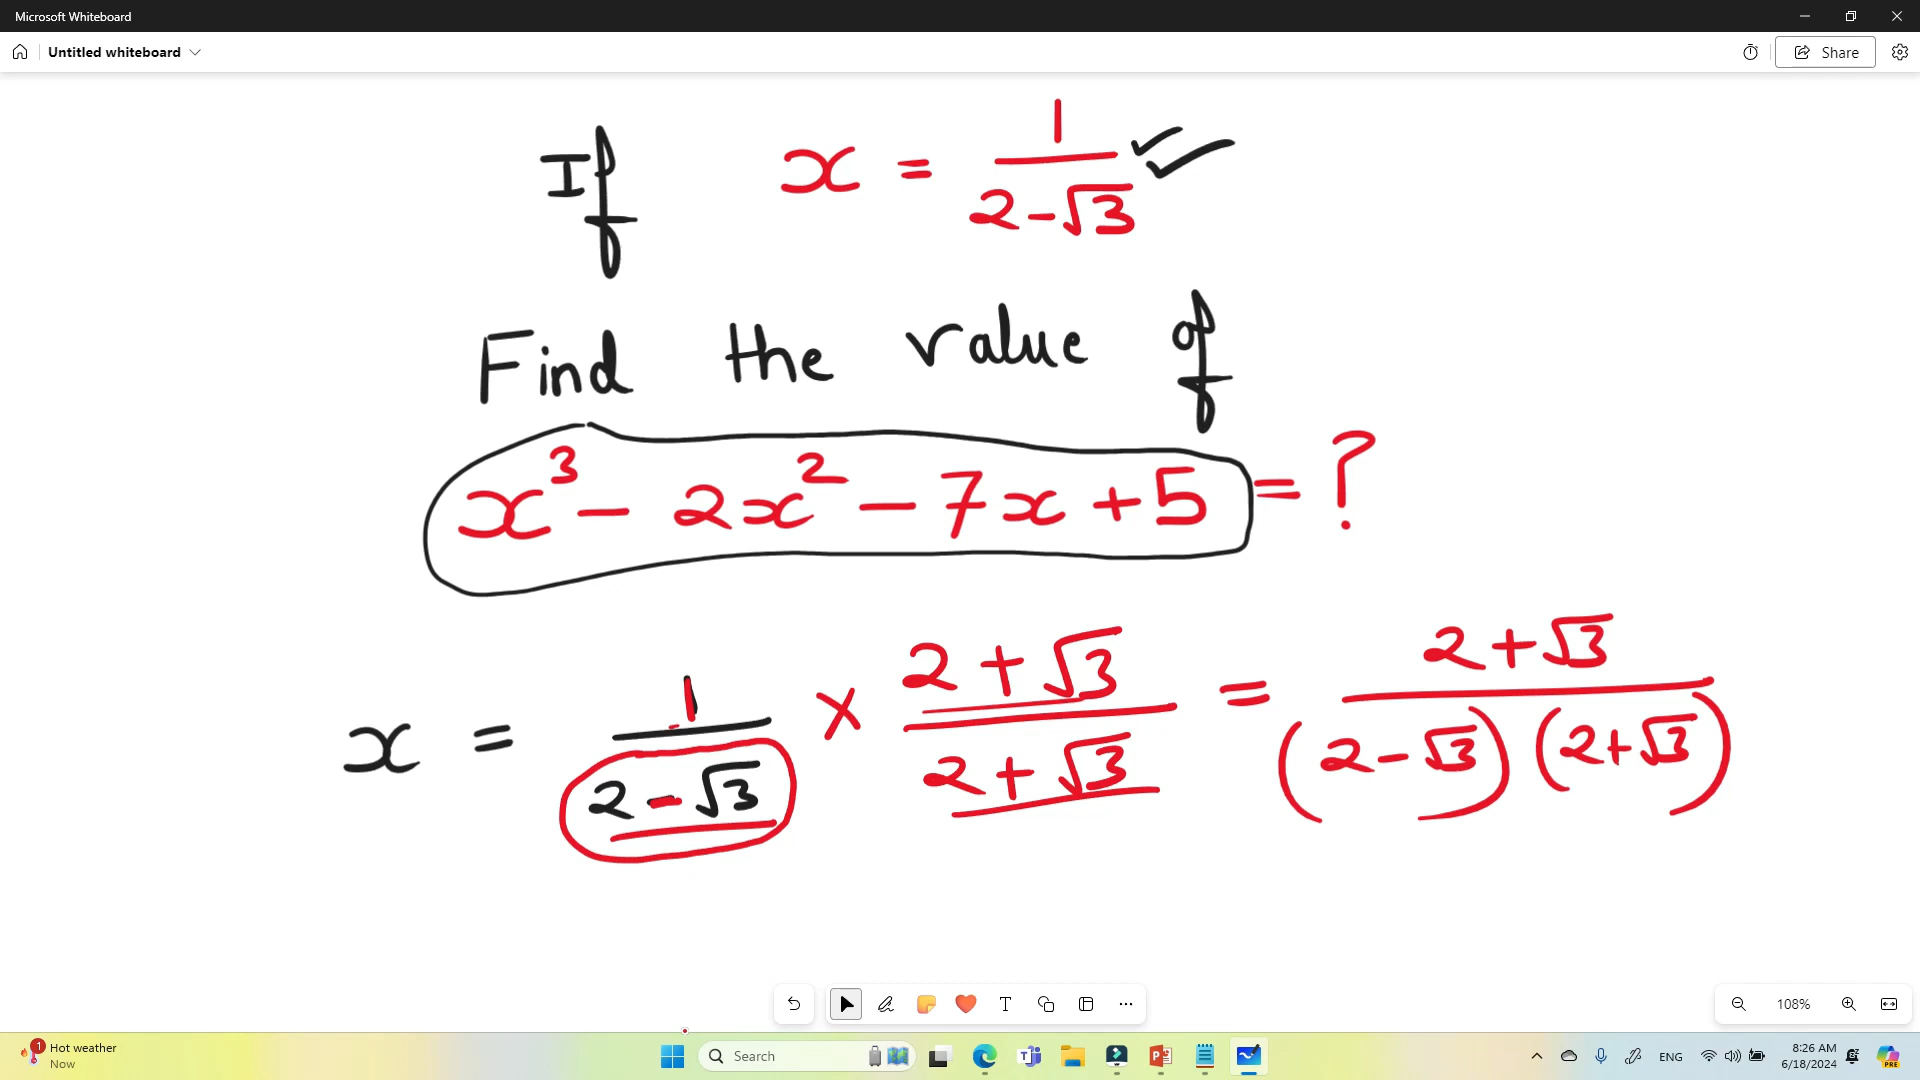 Microsoft Whiteboard
Untitled whiteboard
Share
If x = 1/(2-√3)
Find the value of
x³ - 2x² - 7x + 5 = ?
x = 1/(2-√3) × (2+√3)/(2+√3) = (2+√3)/((2-√3)(2+√3))
T
108%
1
Hot weather
Now
Search
ENG
8:26 AM
6/18/2024
PRE